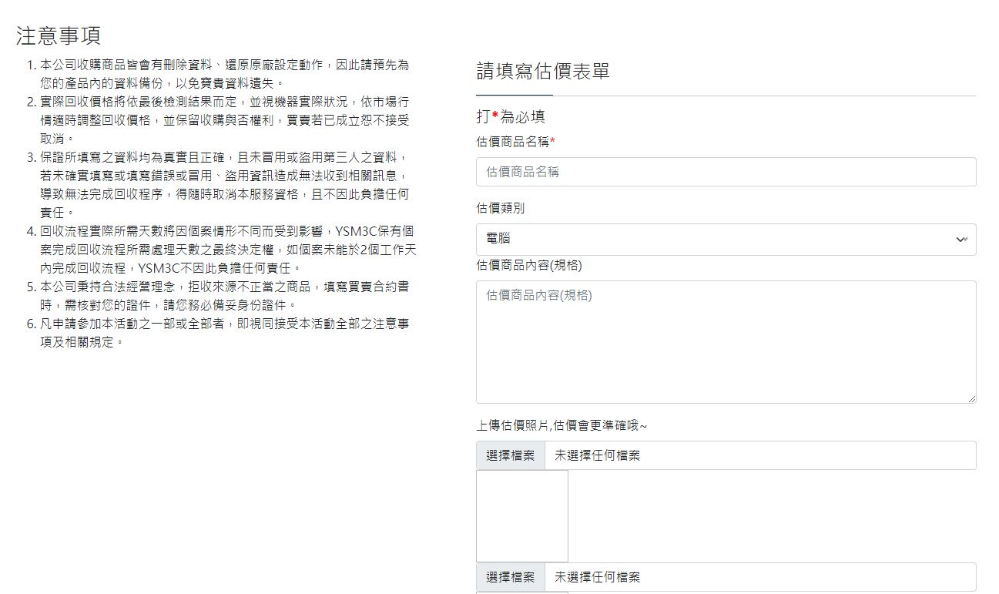 注意事項
1. 本公司收購商品皆會有刪除資料、還原原廠設定動作，因此請預先為
您的產品內的資料備份，以免寶貴資料遺失。
2. 實際回收價格將依最後檢測結果而定，並視機器實際狀況，依市場行
情適時調整回收價格，並保留收購與否權利，買賣若已成立恕不接受
取消。
3. 保證所填寫之資料均為真實且正確，且未冒用或盜用第三人之資料，
若未確實填寫或填寫錯誤或冒用、盜用資訊造成無法收到相關訊息，
導致無法完成回收程序，得隨時取消本服務資格，且不因此負擔任何
責任。
4. 回收流程實際所需天數將因個案情形不同而受到影響，YSM3C保有個
案完成回收流程所需處理天數之最終決定權，如個案未能於2個工作天
內完成回收流程，YSM3C不因此負擔任何責任。
5. 本公司秉持合法經營理念，拒收來源不正當之商品，填寫買賣合約書
時，需核對您的證件，請您務必備妥身份證件。
6. 凡申請參加本活動之一部或全部者，即視同接受本活動全部之注意事
項及相關規定。
請填寫估價表單
打*為必填
估價商品名稱*
估價商品名稱
估價類別
電腦
估價商品內容(規格)
估價商品內容(規格)
上傳估價照片,估價會更準確哦~
選擇檔案 未選擇任何檔案
選擇檔案 未選擇任何檔案